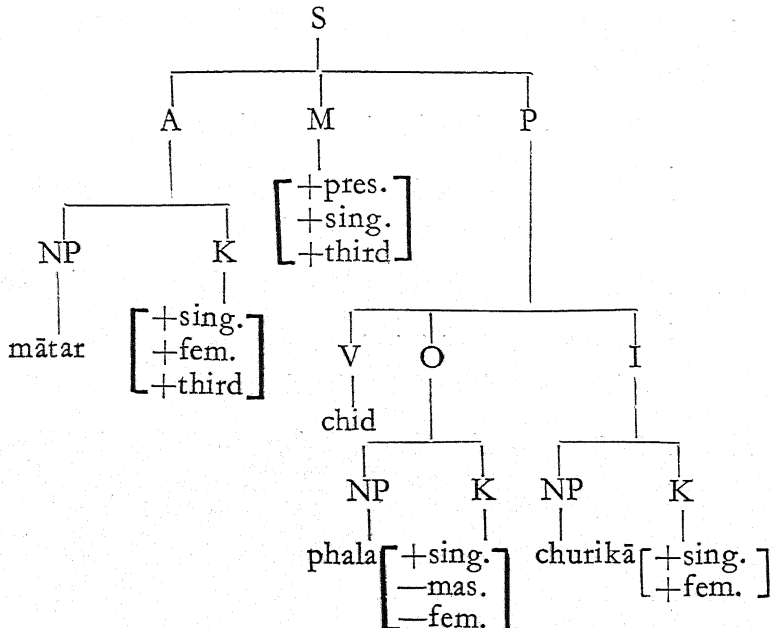 S
A M P
+pres.
+sing.
+third
NP K
+sing.
+fem.
+third
mātar
V O I
chid
NP K NP K
phala +sing. churikā +sing.
—mas. +fem.
—fem.